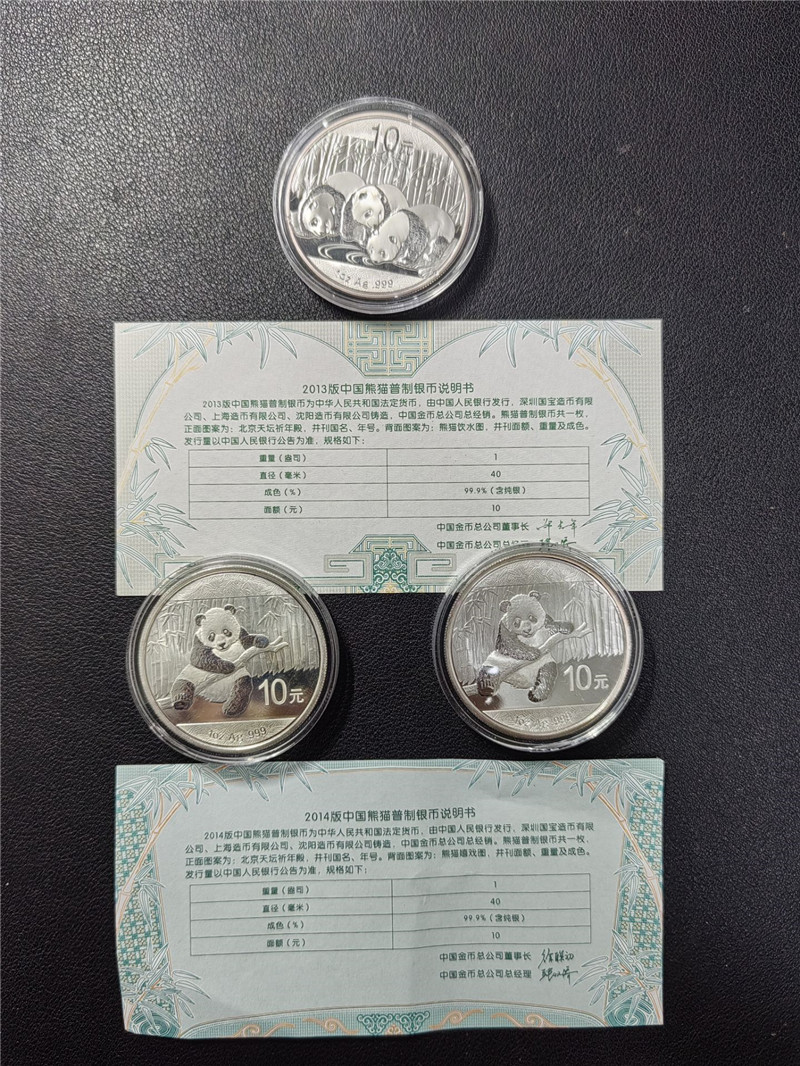 10元
1oz Ag .999
2013版中国熊猫普制银币说明书
2013版中国熊猫普制银币为中华人民共和国法定货币，由中国人民银行发行，深圳国宝造币有限
公司、上海造币有限公司、沈阳造币有限公司铸造，中国金币总公司总经销。熊猫普制银币共一枚，
正面图案为：北京天坛祈年殿，并刊国名、年号。背面图案为：熊猫饮水图，并刊面额、重量及成色。
发行量以中国人民银行公告为准，规格如下：
重量（盎司） 1
直径（毫米） 40
成色（%） 99.9%（含纯银）
面额（元） 10
中国金币总公司董事长
中国金币总公司总经理
10元
1oz Ag .999
10元
1oz Ag .999
2014版中国熊猫普制银币说明书
2014版中国熊猫普制银币为中华人民共和国法定货币，由中国人民银行发行，深圳国宝造币有限
公司、上海造币有限公司、沈阳造币有限公司铸造，中国金币总公司总经销。熊猫普制银币共一枚，
正面图案为：北京天坛祈年殿，并刊国名、年号。背面图案为：熊猫嬉戏图，并刊面额、重量及成色。
发行量以中国人民银行公告为准，规格如下：
重量（盎司） 1
直径（毫米） 40
成色（%） 99.9%（含纯银）
面额（元） 10
中国金币总公司董事长
中国金币总公司总经理